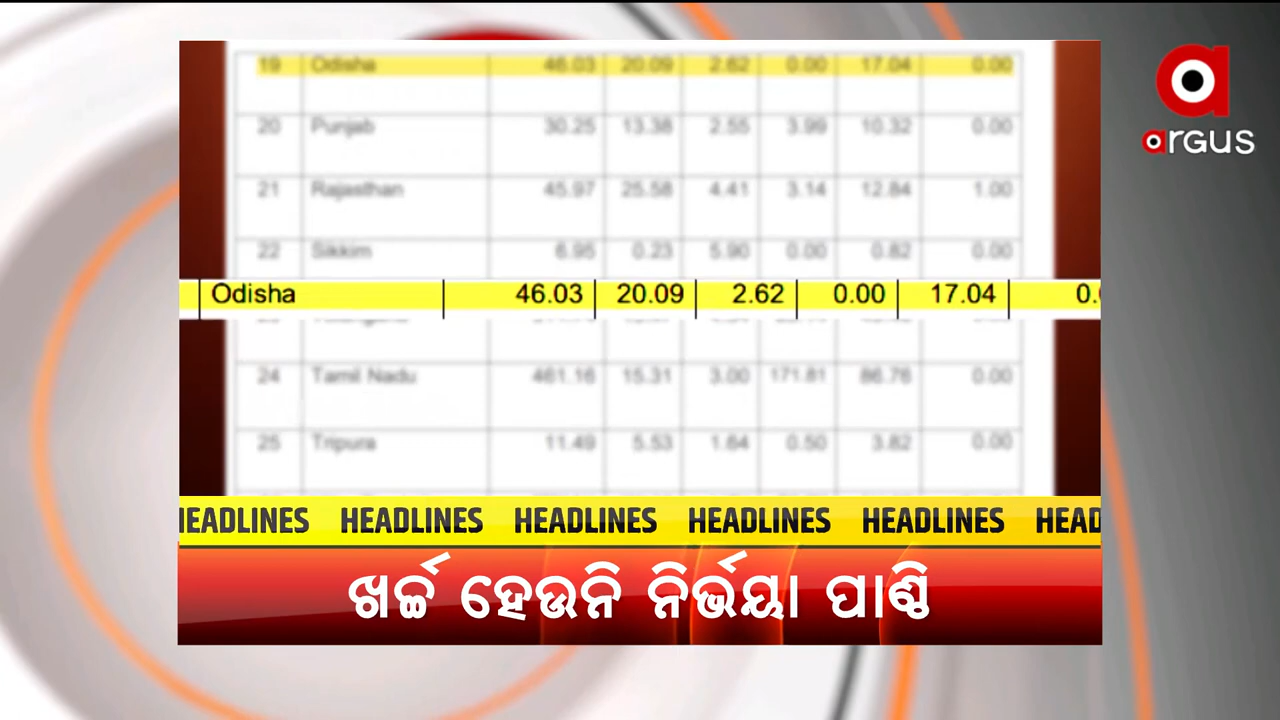 19 Odisha 46.03 20.09 2.62 0.00 17.04 0.00
a
argus
20 Punjab 30.25 13.38 2.55 3.99 10.32 0.00
21 Rajasthan 45.97 25.58 4.41 3.14 12.84 1.00
22 Sikkim 6.95 0.23 5.90 0.00 0.82 0.00
Odisha 46.03 20.09 2.62 0.00 17.04 0.
24 Tamil Nadu 461.16 15.31 3.00 171.81 86.76 0.00
25 Tripura 11.49 5.53 1.64 0.50 3.82 0.00
HEADLINES HEADLINES HEADLINES HEADLINES HEADLINES HEAD
ଖର୍ଚ୍ଚ ହେଉନି ନିର୍ଭୟା ପାଣ୍ଠି